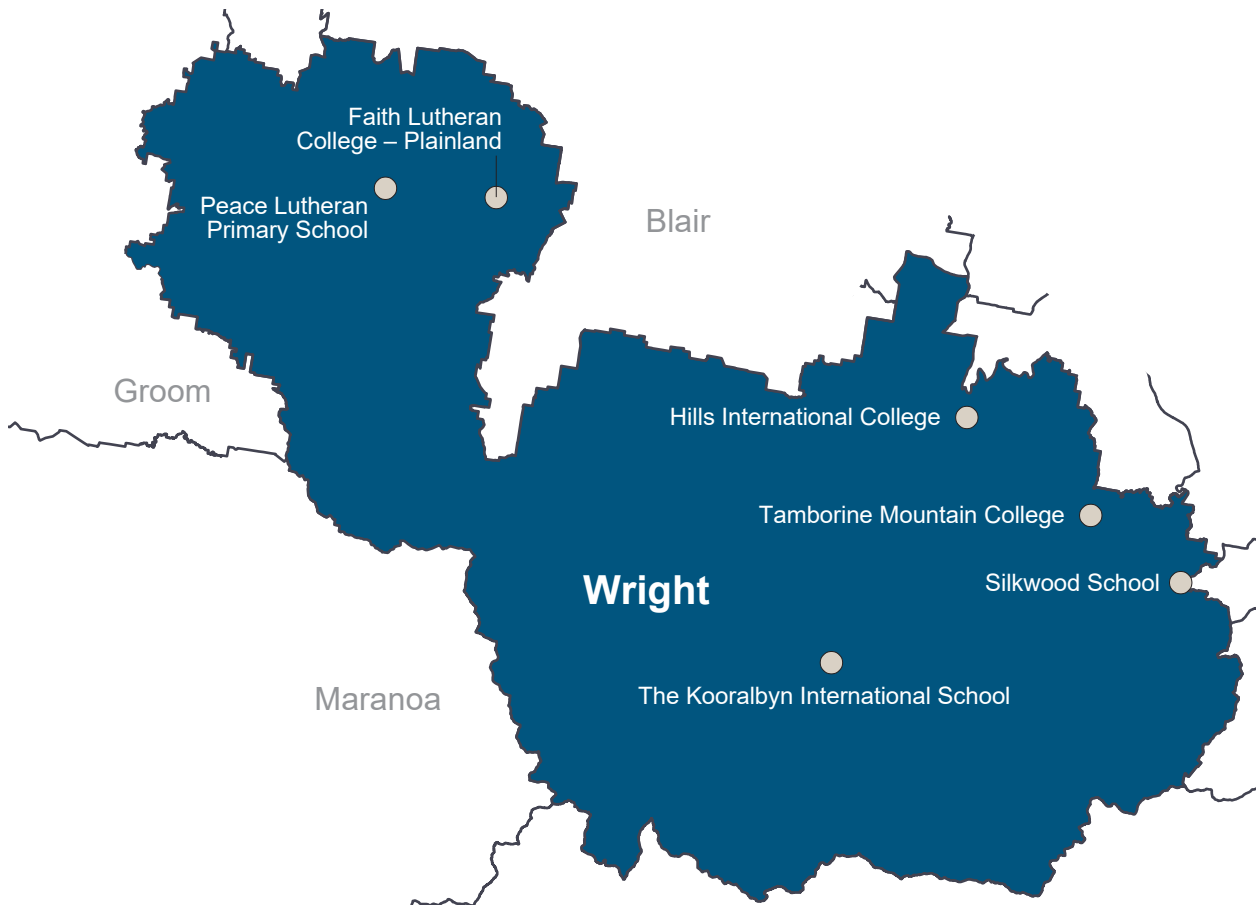 Faith Lutheran
College – Plainland
Peace Lutheran
Primary School
Blair
Groom
Hills International College
Tamborine Mountain College
Silkwood School
Wright
The Kooralbyn International School
Maranoa